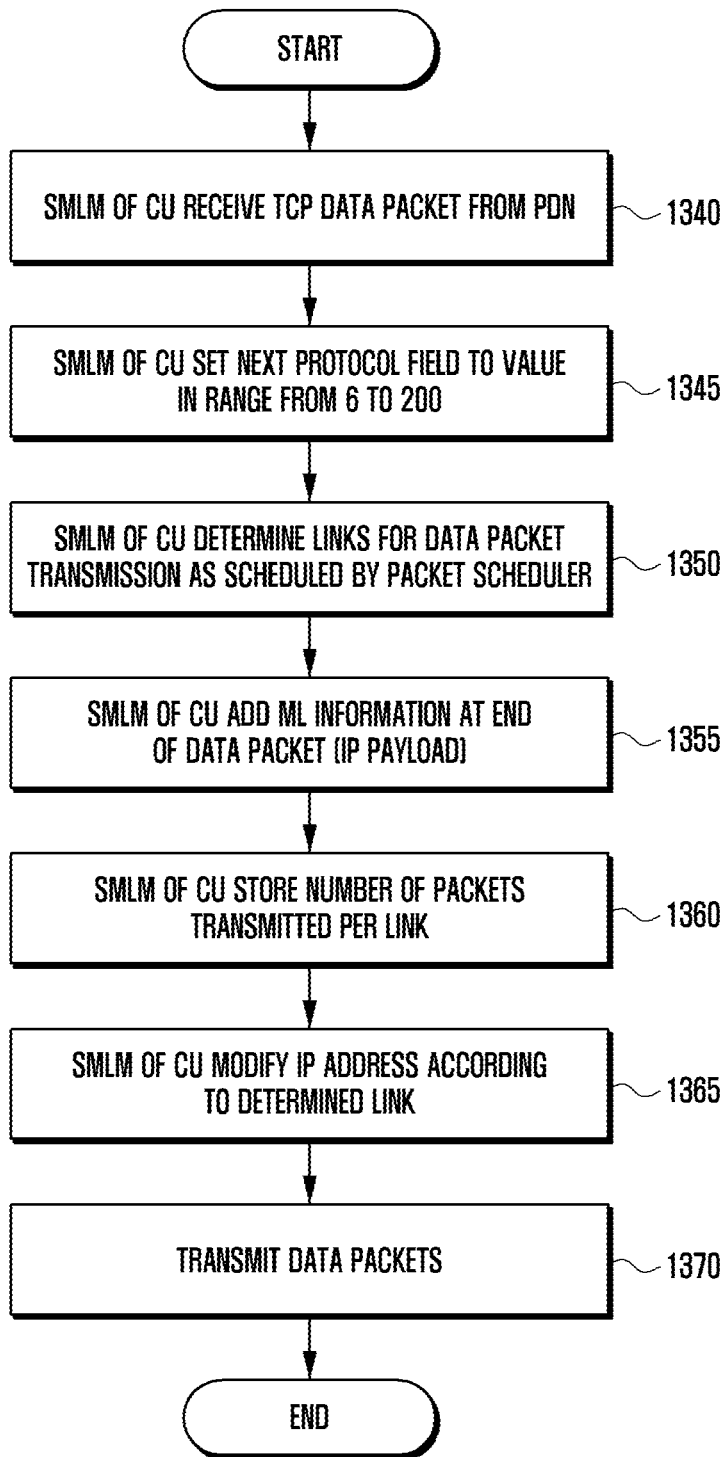 START
SMLM OF CU RECEIVE TCP DATA PACKET FROM PDN
1340
SMLM OF CU SET NEXT PROTOCOL FIELD TO VALUE
IN RANGE FROM 6 TO 200
1345
SMLM OF CU DETERMINE LINKS FOR DATA PACKET
TRANSMISSION AS SCHEDULED BY PACKET SCHEDULER
1350
SMLM OF CU ADD ML INFORMATION AT END
OF DATA PACKET (IP PAYLOAD)
1355
SMLM OF CU STORE NUMBER OF PACKETS
TRANSMITTED PER LINK
1360
SMLM OF CU MODIFY IP ADDRESS ACCORDING
TO DETERMINED LINK
1365
TRANSMIT DATA PACKETS
1370
END